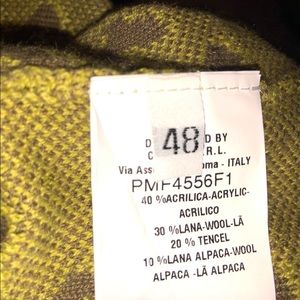 48
D BY
C R.L.
Via Ass oma - ITALY
PMF4556F1
40 %ACRILICA-ACRYLIC-
ACRILICO
30 %LANA-WOOL-LÃ
20 % TENCEL
10 %LANA ALPACA-WOOL
ALPACA -LÃ ALPACA